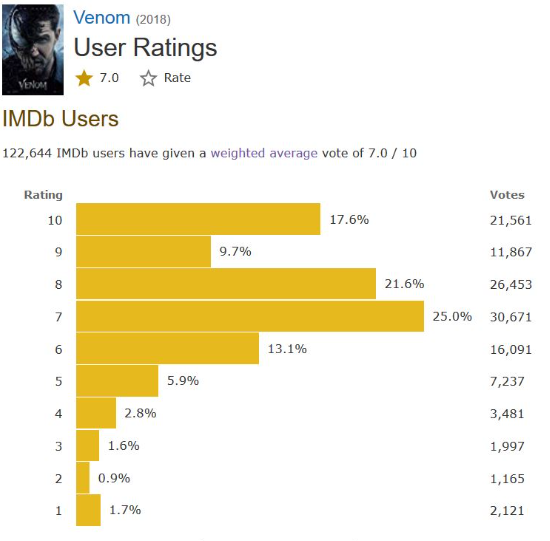 Venom (2018)
User Ratings
7.0 Rate
VENOM
IMDb Users
122,644 IMDb users have given a weighted average vote of 7.0 / 10
Rating Votes
10 17.6% 21,561
9 9.7% 11,867
8 21.6% 26,453
7 25.0% 30,671
6 13.1% 16,091
5 5.9% 7,237
4 2.8% 3,481
3 1.6% 1,997
2 0.9% 1,165
1 1.7% 2,121